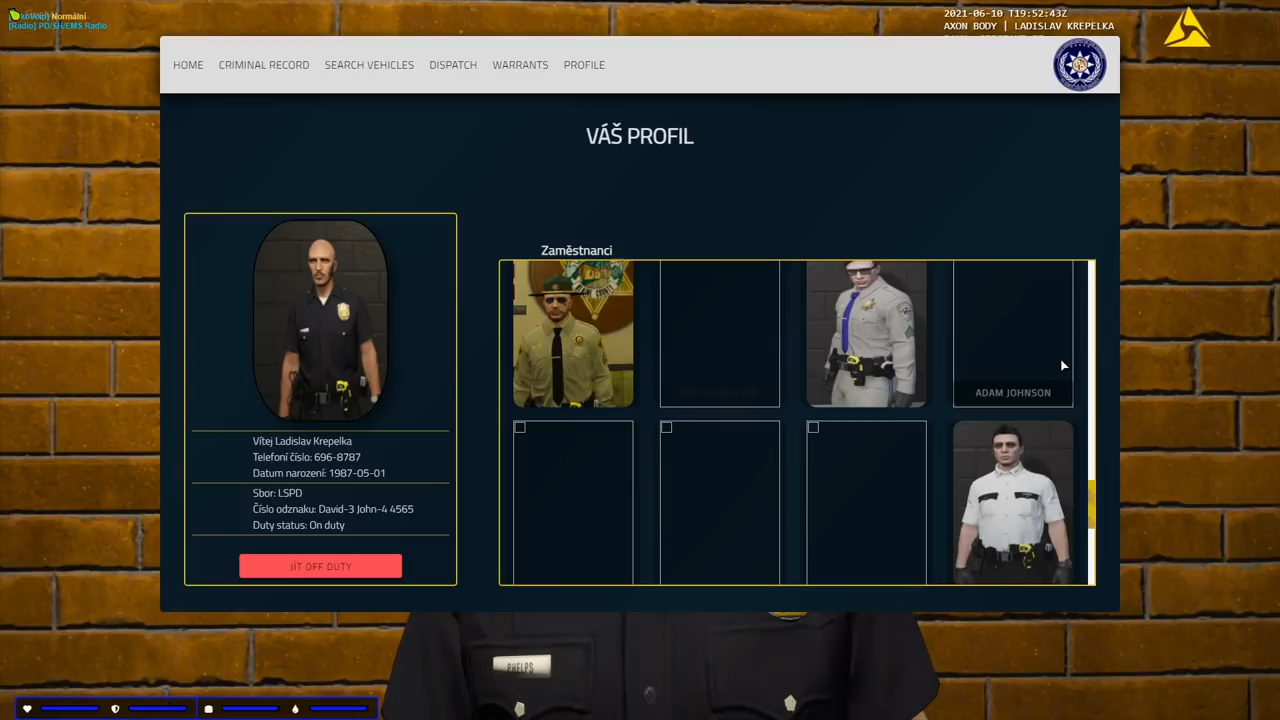 Normální
[Radio] PD/SH/EMS Radio
2021-06-10 T19:52:43Z
AXON BODY | LADISLAV KREPELKA
HOME
CRIMINAL RECORD
SEARCH VEHICLES
DISPATCH
WARRANTS
PROFILE
VÁŠ PROFIL
Vítej Ladislav Krepelka
Telefoní číslo: 696-8787
Datum narození: 1987-05-01
Sbor: LSPD
Číslo odznaku: David-3 John-4 4565
Duty status: On duty
JÍT OFF DUTY
Zaměstnanci
ADAM JOHNSON
PHELPS